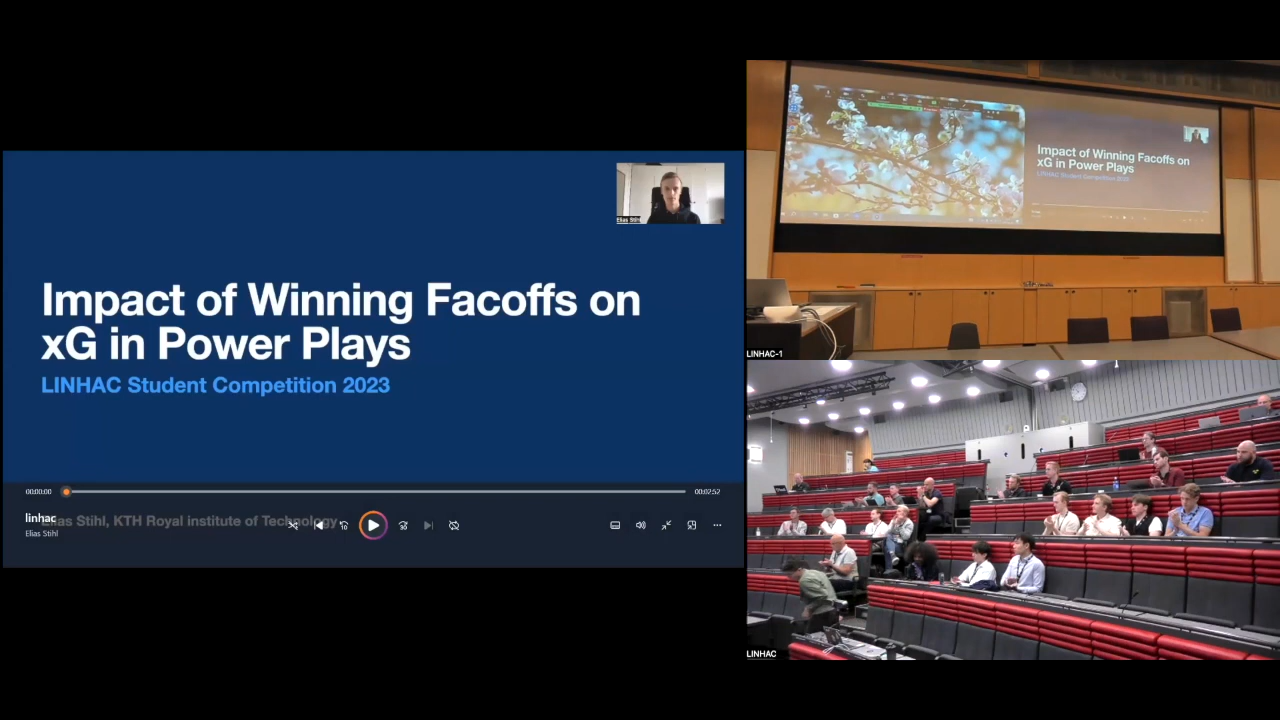 Elias Stihl
Impact of Winning Facoffs on
xG in Power Plays
LINHAC Student Competition 2023
00:00:00
00:02:52
linhac
Elias Stihl, KTH Royal institute of Technology
Elias Stihl
Impact of Winning Facoffs on
xG in Power Plays
LINHAC Student Competition 2023
LINHAC-1
LINHAC